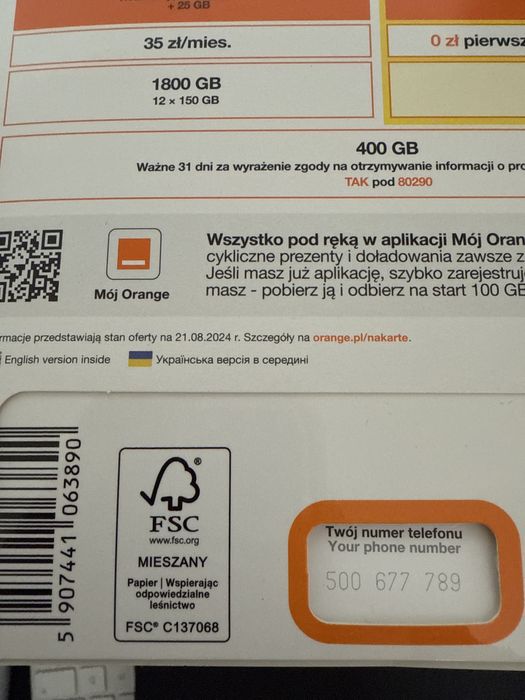 + 25 GB
35 zł/mies.
0 zł pierwsz
1800 GB
12 x 150 GB
400 GB
Ważne 31 dni za wyrażenie zgody na otrzymywanie informacji o pro
TAK pod 80290
Wszystko pod ręką w aplikacji Mój Oran
cykliczne prezenty i doładowania zawsze z
Jeśli masz już aplikację, szybko zarejestruj
masz - pobierz ją i odbierz na start 100 GB
Mój Orange
rmacje przedstawiają stan oferty na 21.08.2024 r. Szczegóły na orange.pl/nakarte.
English version inside
Українська версія в середині
5 907441 063890
®
FSC
www.fsc.org
MIESZANY
Papier | Wspierając
odpowiedzialne
leśnictwo
FSC® C137068
Twój numer telefonu
Your phone number
500 677 789